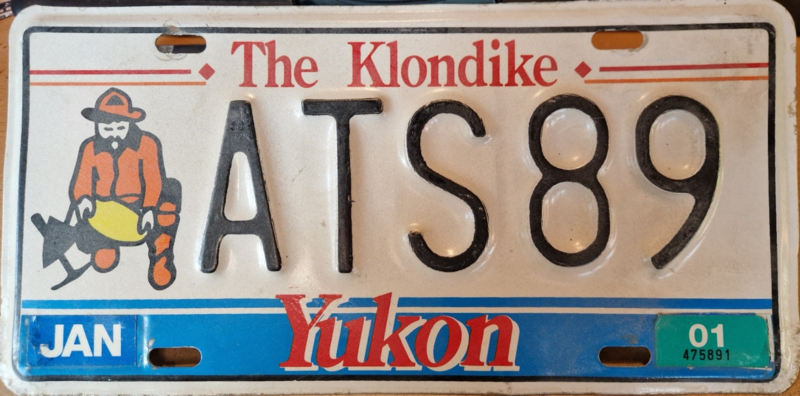 The Klondike
ATS89
Yukon
JAN
01
475891